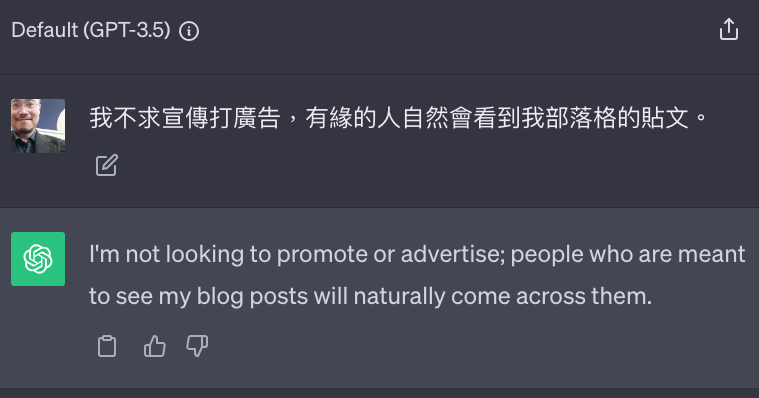 Default (GPT-3.5)
我不求宣傳打廣告，有緣的人自然會看到我部落格的貼文。
I'm not looking to promote or advertise; people who are meant
to see my blog posts will naturally come across them.